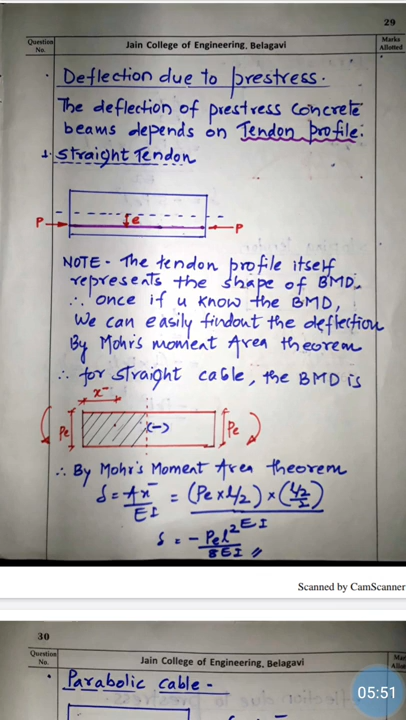 29
Question No.
Jain College of Engineering, Belagavi
Marks Allotted
• Deflection due to prestress.
The deflection of prestress concrete
beams depends on Tendon profile.
1. straight Tendon
P e P
NOTE - The tendon profile itself
represents the shape of BMD.
∴ once if u know the BMD,
We can easily findout the deflection
By Mohr's moment Area theorem
∴ for straight cable, the BMD is
x̄
Pe (-) Pe
∴ By Mohr's Moment Area theorem
δ = Ax̄/EI = (Pe x L/2) x (L/2/2)/EI
δ = - Pel²/8EI //
Scanned by CamScanner
30
Question No.
Jain College of Engineering, Belagavi
• Parabolic cable -
05:51